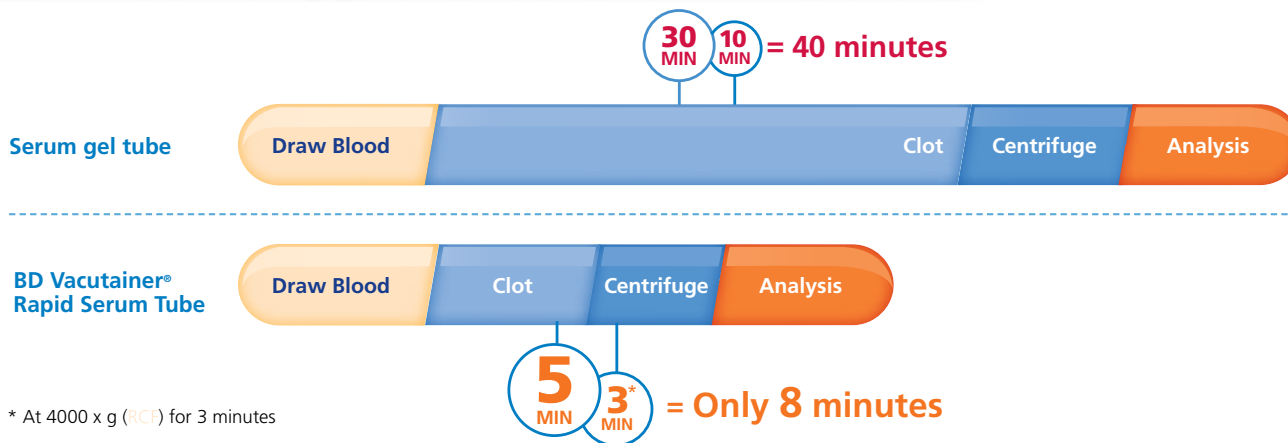 30 MIN 10 MIN = 40 minutes
Serum gel tube
Draw Blood Clot Centrifuge Analysis
BD Vacutainer®
Rapid Serum Tube
Draw Blood Clot Centrifuge Analysis
5 MIN 3* MIN = Only 8 minutes
* At 4000 x g (RCF) for 3 minutes